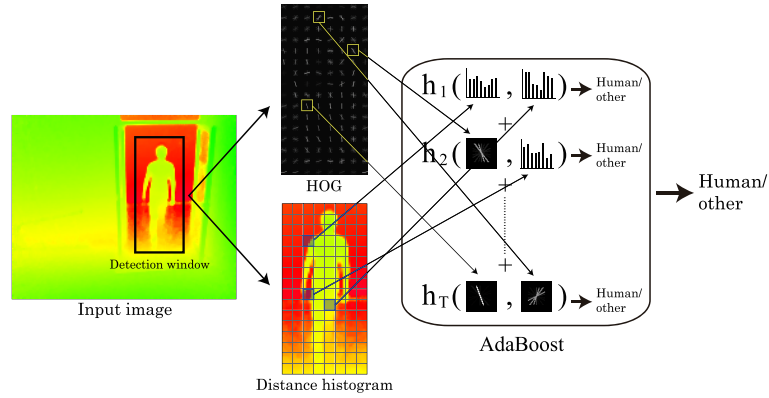 Input image
Detection window
HOG
Distance histogram
h1( , )
Human/
other
+
h2( , )
Human/
other
+
+
hT( , )
Human/
other
AdaBoost
Human/
other